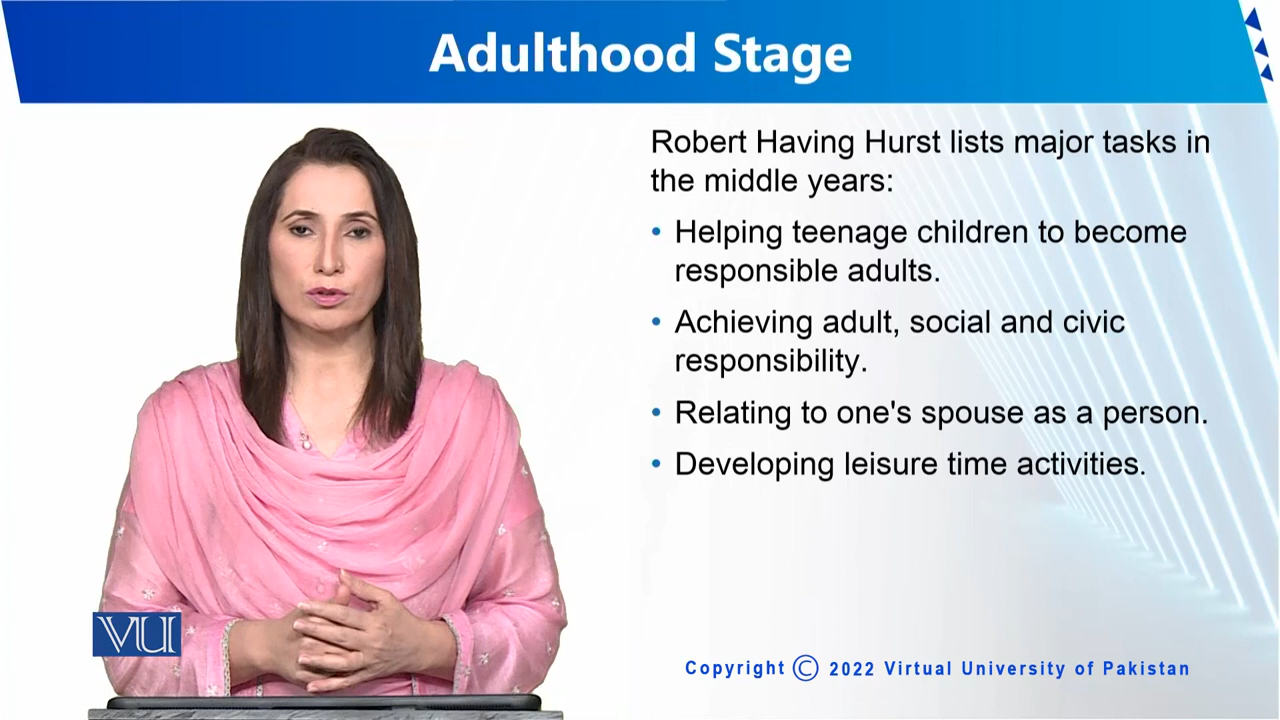 Adulthood Stage
Robert Having Hurst lists major tasks in
the middle years:
• Helping teenage children to become
responsible adults.
• Achieving adult, social and civic
responsibility.
• Relating to one's spouse as a person.
• Developing leisure time activities.
VU
Copyright © 2022 Virtual University of Pakistan